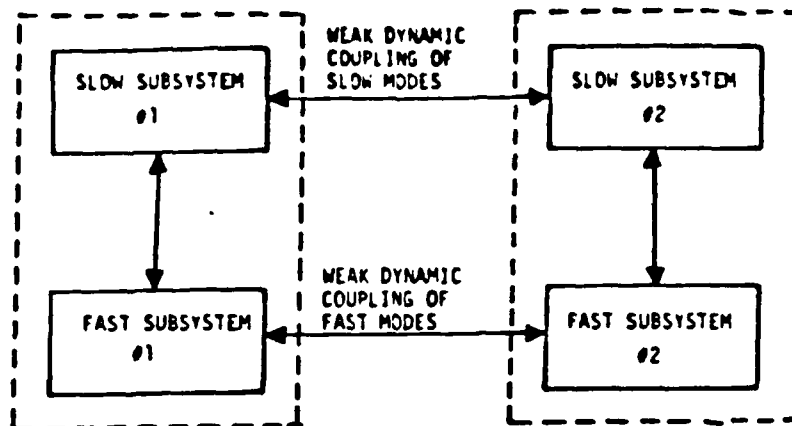 WEAK DYNAMIC
COUPLING OF
SLOW MODES
SLOW SUBSYSTEM
#1
SLOW SUBSYSTEM
#2
WEAK DYNAMIC
COUPLING OF
FAST MODES
FAST SUBSYSTEM
#1
FAST SUBSYSTEM
#2